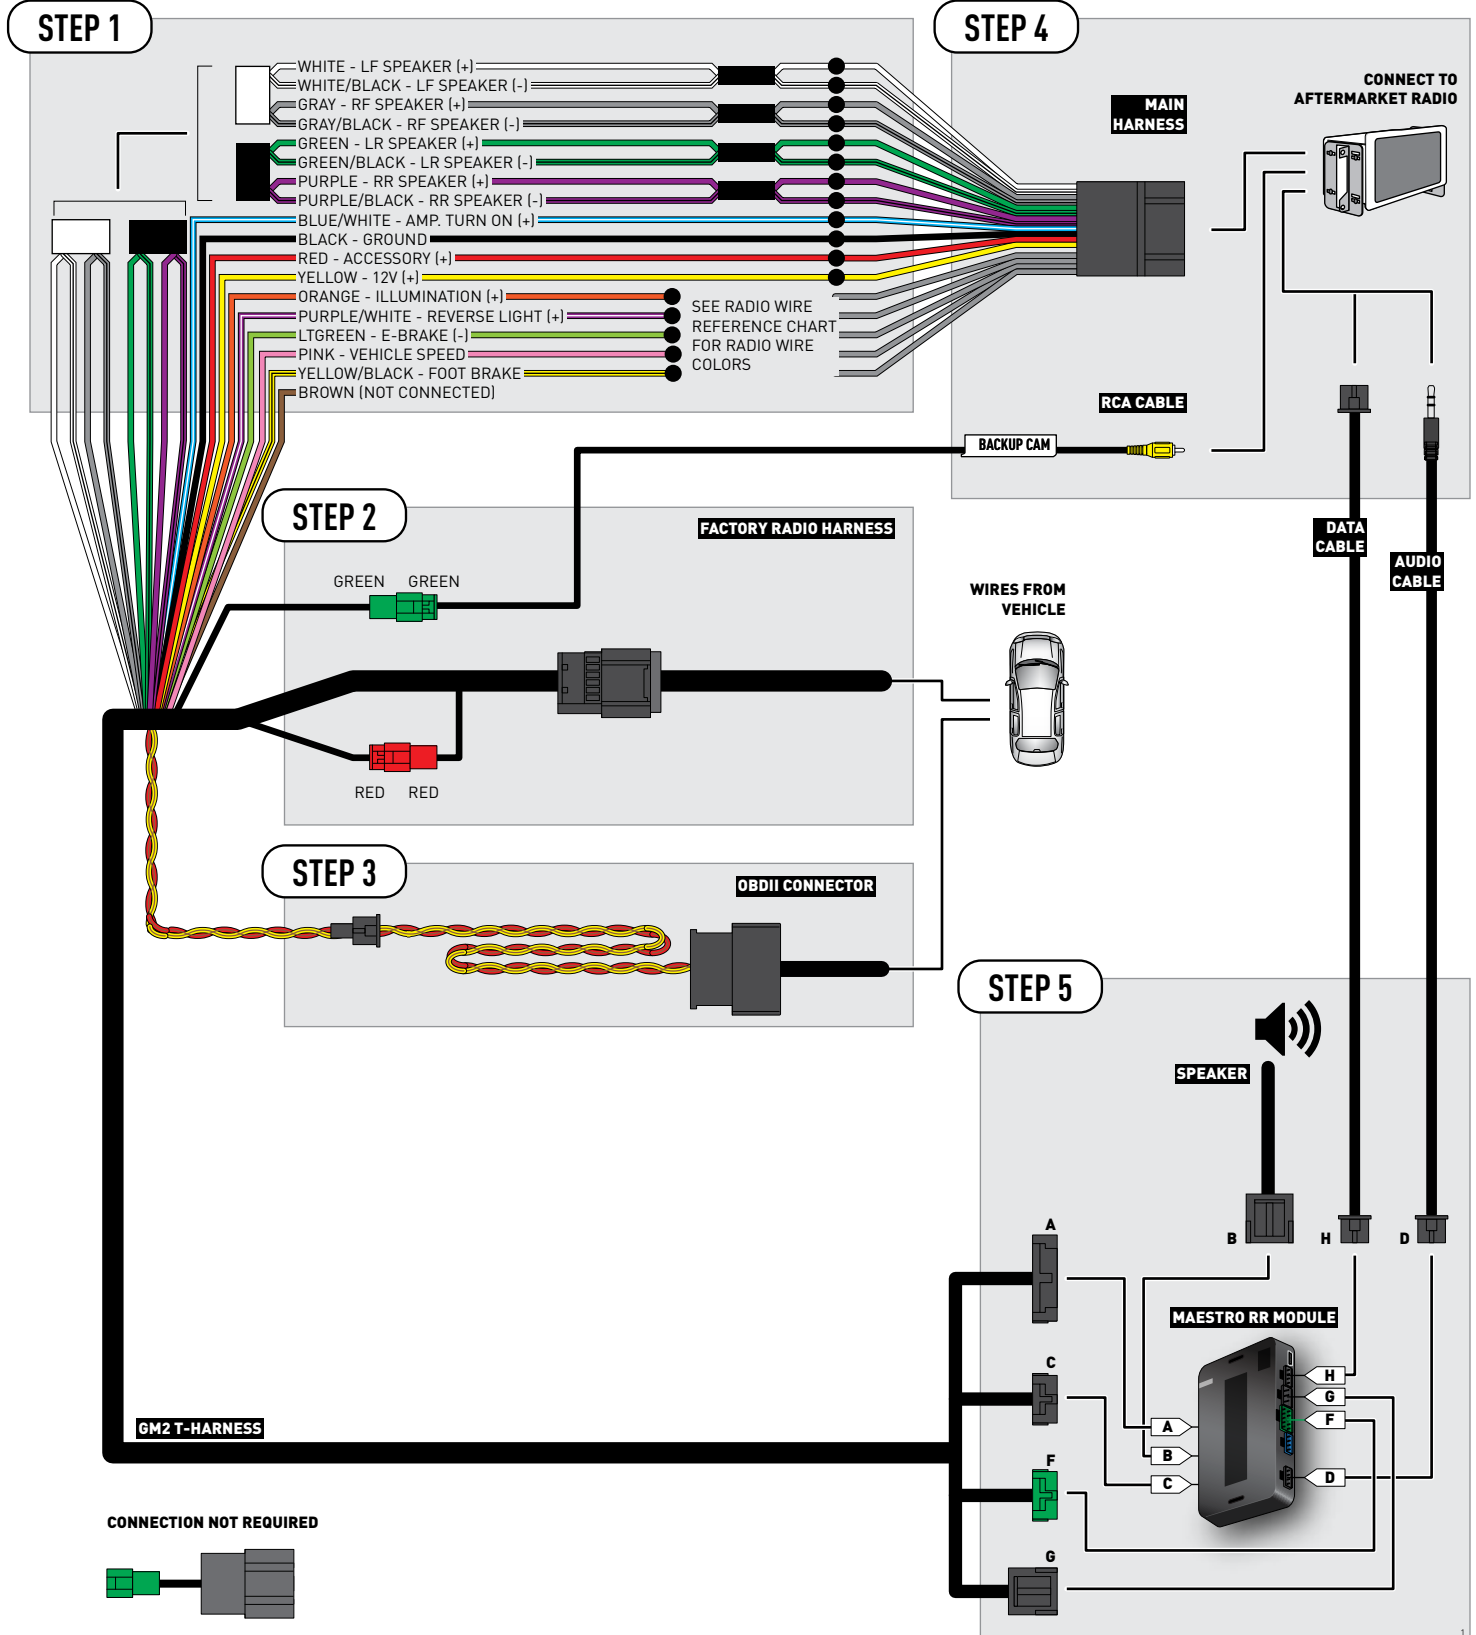 STEP 1
WHITE - LF SPEAKER (+)
WHITE/BLACK - LF SPEAKER (-)
GRAY - RF SPEAKER (+)
GRAY/BLACK - RF SPEAKER (-)
GREEN - LR SPEAKER (+)
GREEN/BLACK - LR SPEAKER (-)
PURPLE - RR SPEAKER (+)
PURPLE/BLACK - RR SPEAKER (-)
BLUE/WHITE - AMP. TURN ON (+)
BLACK - GROUND
RED - ACCESSORY (+)
YELLOW - 12V (+)
ORANGE - ILLUMINATION (+)
PURPLE/WHITE - REVERSE LIGHT (+)
LTGREEN - E-BRAKE (-)
PINK - VEHICLE SPEED
YELLOW/BLACK - FOOT BRAKE
BROWN (NOT CONNECTED)
SEE RADIO WIRE
REFERENCE CHART
FOR RADIO WIRE
COLORS
STEP 4
MAIN
HARNESS
CONNECT TO
AFTERMARKET RADIO
RCA CABLE
BACKUP CAM
DATA
CABLE
AUDIO
CABLE
STEP 2
FACTORY RADIO HARNESS
GREEN GREEN
RED RED
WIRES FROM
VEHICLE
STEP 3
OBDII CONNECTOR
STEP 5
SPEAKER
B
H
D
A
C
F
G
MAESTRO RR MODULE
H
G
F
D
A
B
C
GM2 T-HARNESS
CONNECTION NOT REQUIRED
1